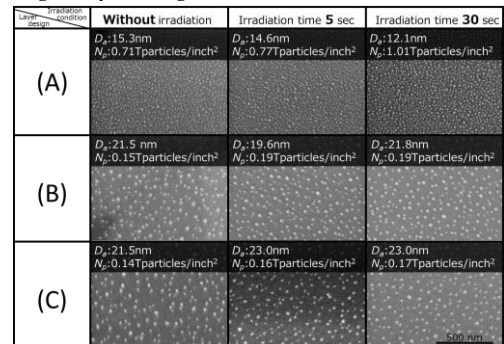 Irradiation condition
Layer design
Without irradiation
Irradiation time 5 sec
Irradiation time 30 sec
(A)
Dₐ:15.3nm
Nₚ:0.71Tparticles/inch²
Dₐ:14.6nm
Nₚ:0.77Tparticles/inch²
Dₐ:12.1nm
Nₚ:1.01Tparticles/inch²
(B)
Dₐ:21.5 nm
Nₚ:0.15Tparticles/inch²
Dₐ:19.6nm
Nₚ:0.19Tparticles/inch²
Dₐ:21.8nm
Nₚ:0.19Tparticles/inch²
(C)
Dₐ:21.5nm
Nₚ:0.14Tparticles/inch²
Dₐ:23.0nm
Nₚ:0.16Tparticles/inch²
Dₐ:23.0nm
Nₚ:0.17Tparticles/inch²
500 nm